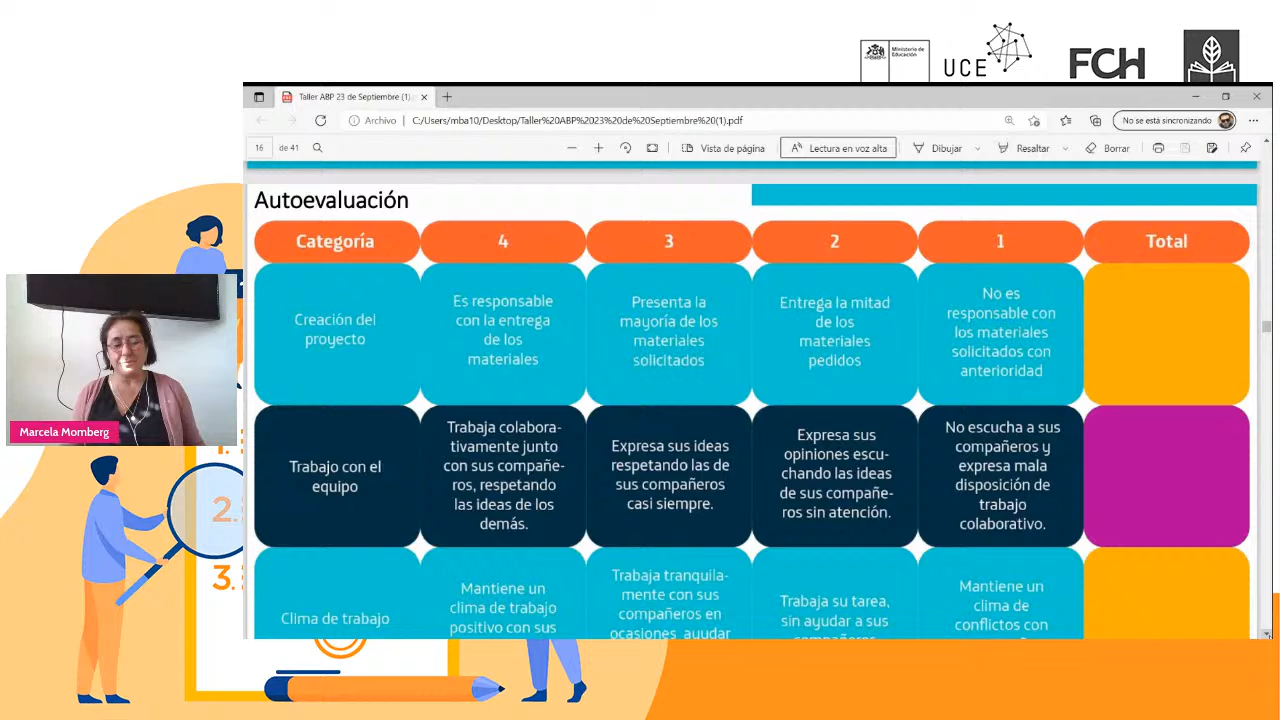 Ministerio de
Educación
UCE
FCH
Taller ABP 23 de Septiembre (1).
Archivo
C:/Users/mba10/Desktop/Taller%20ABP%2023%20de%20Septiembre%20(1).pdf
No se está sincronizando
16
de 41
Vista de página
Lectura en voz alta
Dibujar
Resaltar
Borrar
Autoevaluación
Categoría
4
3
2
1
Total
Creación del
proyecto
Es responsable
con la entrega
de los
materiales
Presenta la
mayoría de los
materiales
solicitados
Entrega la mitad
de los
materiales
pedidos
No es
responsable con
los materiales
solicitados con
anterioridad
Trabajo con el
equipo
Trabaja colabora-
tivamente junto
con sus compañe-
ros, respetando
las ideas de los
demás.
Expresa sus ideas
respetando las de
sus compañeros
casi siempre.
Expresa sus
opiniones escu-
chando las ideas
de sus compañe-
ros sin atención.
No escucha a sus
compañeros y
expresa mala
disposición de
trabajo
colaborativo.
Clima de trabajo
Mantiene un
clima de trabajo
positivo con sus
Trabaja tranquila-
mente con sus
compañeros en
ocasiones ayudar
Trabaja su tarea,
sin ayudar a sus
compañeros
Mantiene un
clima de
conflictos con
Marcela Momberg
1.
2.
3.